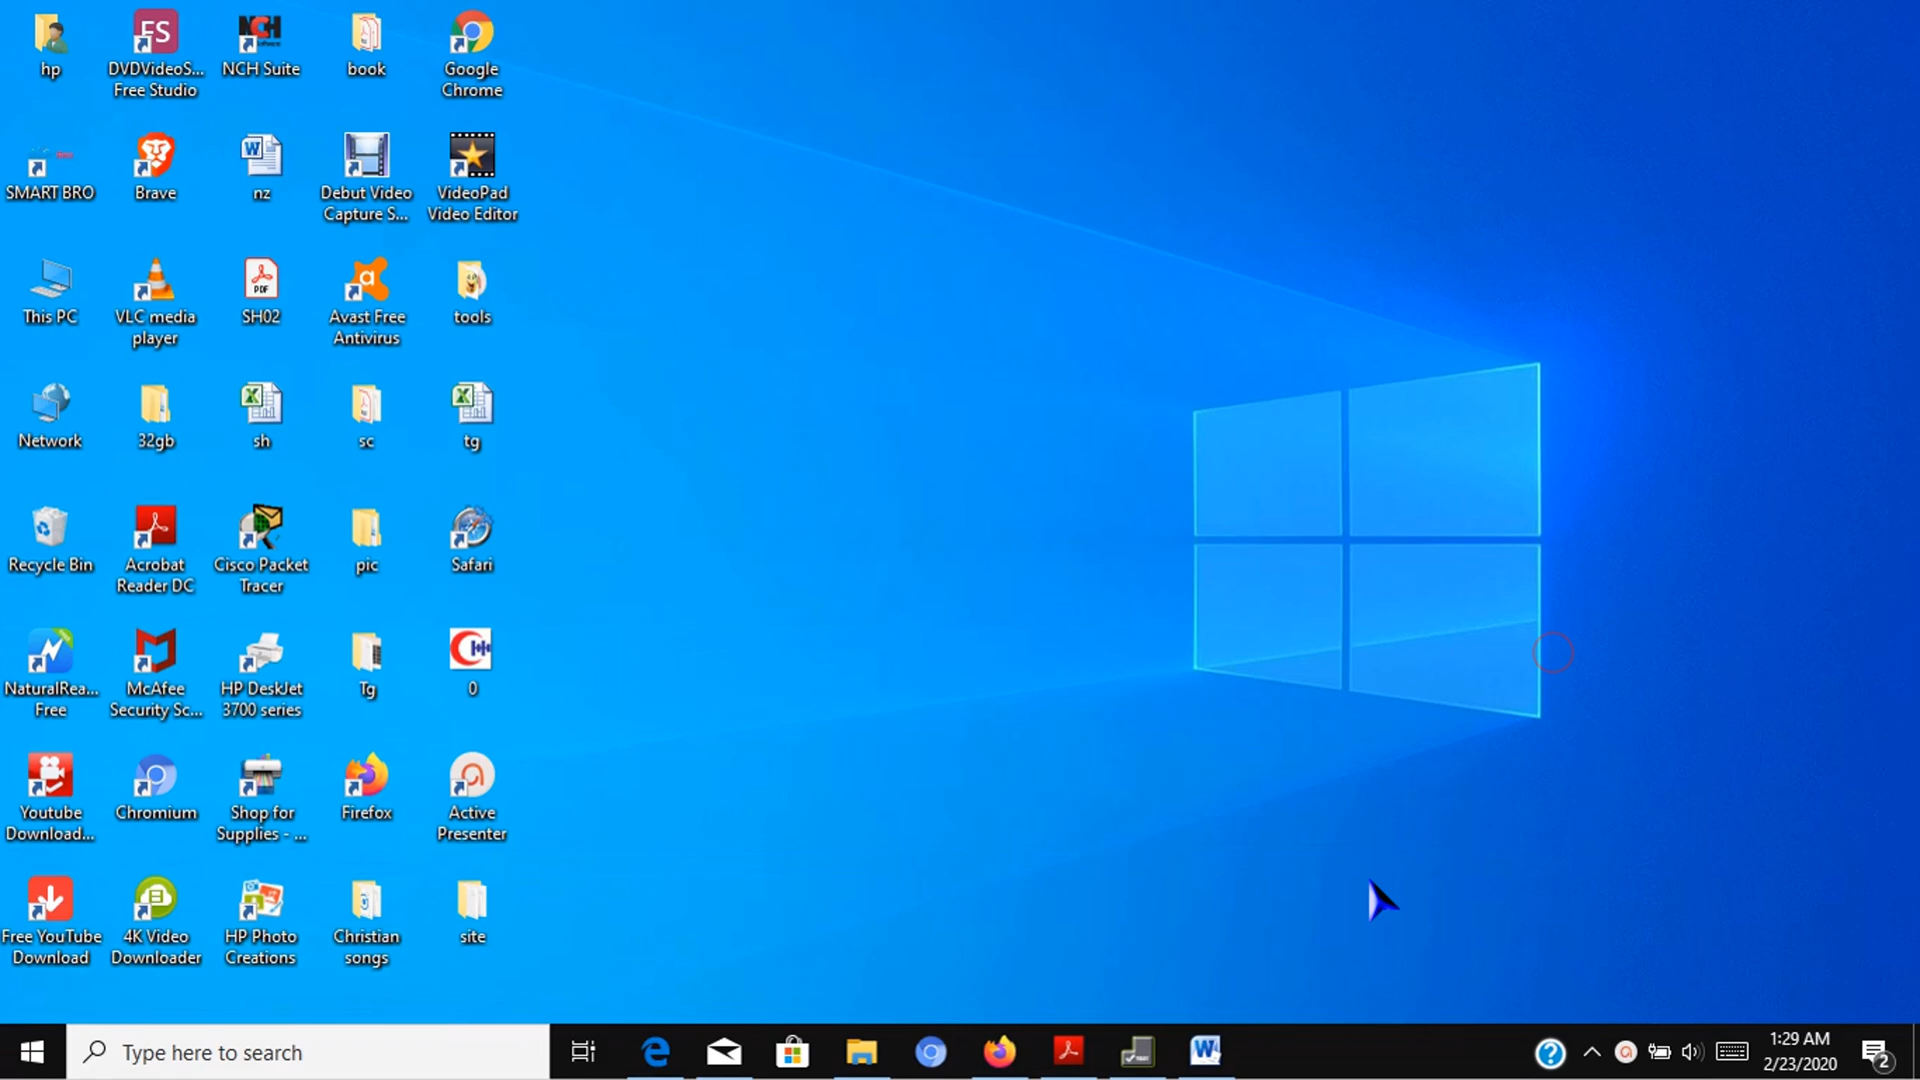 hp
FS
DVDVideoS...
Free Studio
NCH
NCH Suite
book
Google
Chrome
SMART BRO
Brave
W
nz
Debut Video
Capture S...
VideoPad
Video Editor
This PC
VLC media
player
PDF
SH02
a
Avast Free
Antivirus
tools
Network
32gb
X
sh
sc
X
tg
Recycle Bin
Acrobat
Reader DC
Cisco Packet
Tracer
pic
Safari
NaturalRea...
Free
McAfee
Security Sc...
HP DeskJet
3700 series
Tg
0
Youtube
Download...
Chromium
Shop for
Supplies - ...
Firefox
Active
Presenter
Free YouTube
Download
4K Video
Downloader
HP Photo
Creations
Christian
songs
site
Type here to search
W
?
1:29 AM
2/23/2020
2